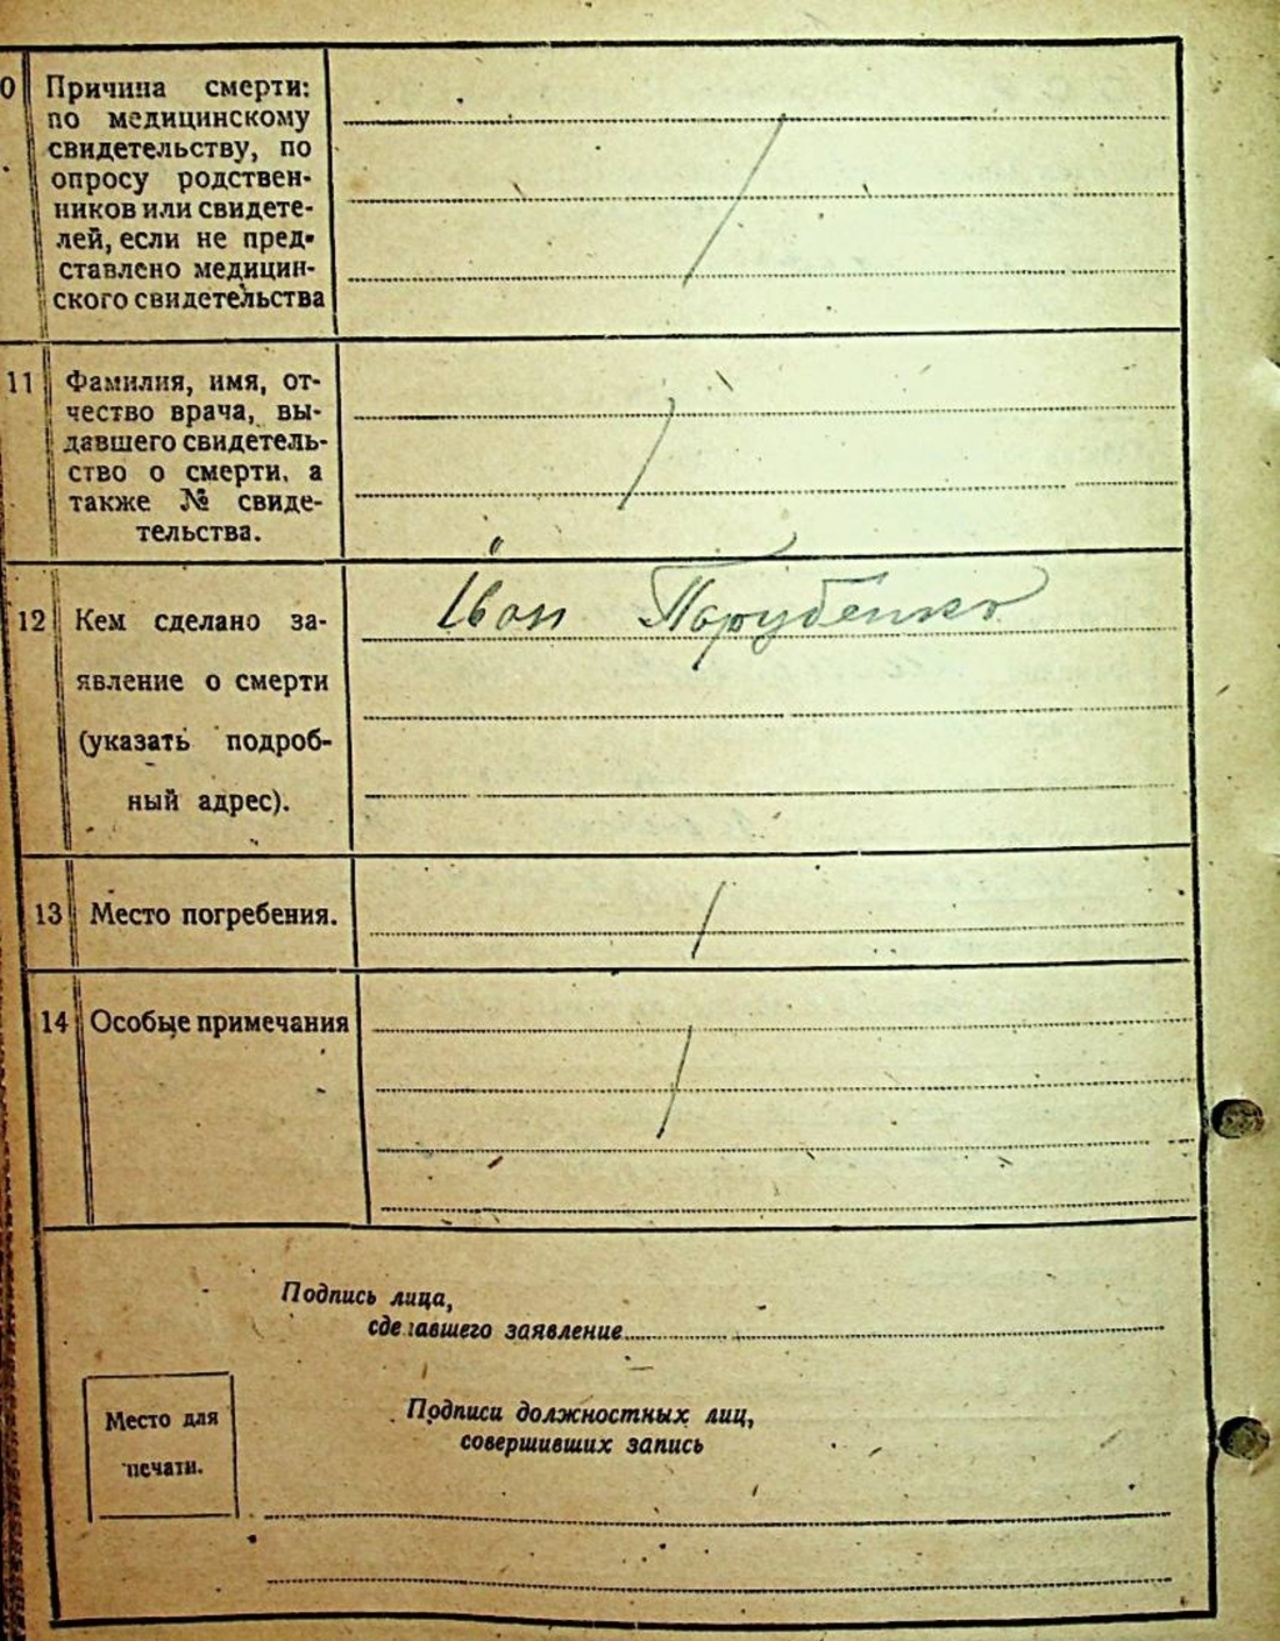 0 Причина смерти:
по медицинскому
свидетельству, по
опросу родствен-
ников или свидете-
лей, если не пред-
ставлено медицин-
ского свидетельства
11 Фамилия, имя, от-
чество врача, вы-
давшего свидетель-
ство о смерти, а
также № свиде-
тельства.
12 Кем сделано за-
явление о смерти
(указать подроб-
ный адрес).
Іван Парубенко
13 Место погребения.
14 Особые примечания
Подпись лица,
сделавшего заявление
Место для
печати.
Подписи должностных лиц,
совершивших запись